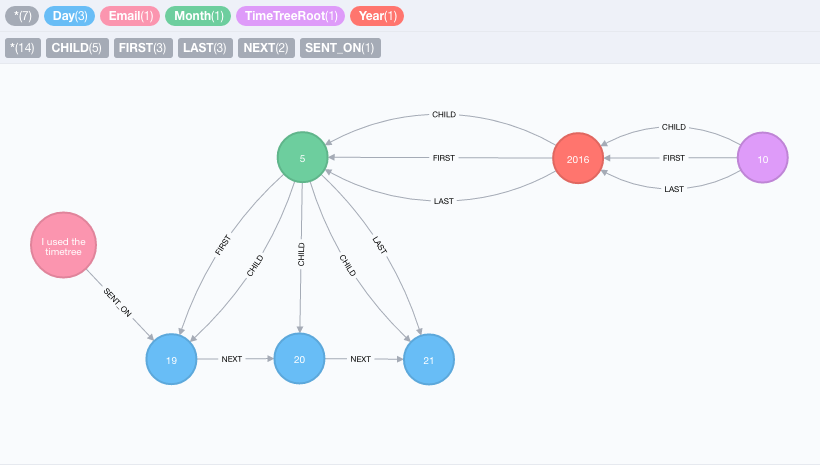 *(7) Day(3) Email(1) Month(1) TimeTreeRoot(1) Year(1)
*(14) CHILD(5) FIRST(3) LAST(3) NEXT(2) SENT_ON(1)
CHILD
CHILD
5
FIRST
2016
FIRST
10
LAST
LAST
I used the
timetree
FIRST
CHILD
CHILD
CHILD
LAST
SENT_ON
19
NEXT
20
NEXT
21